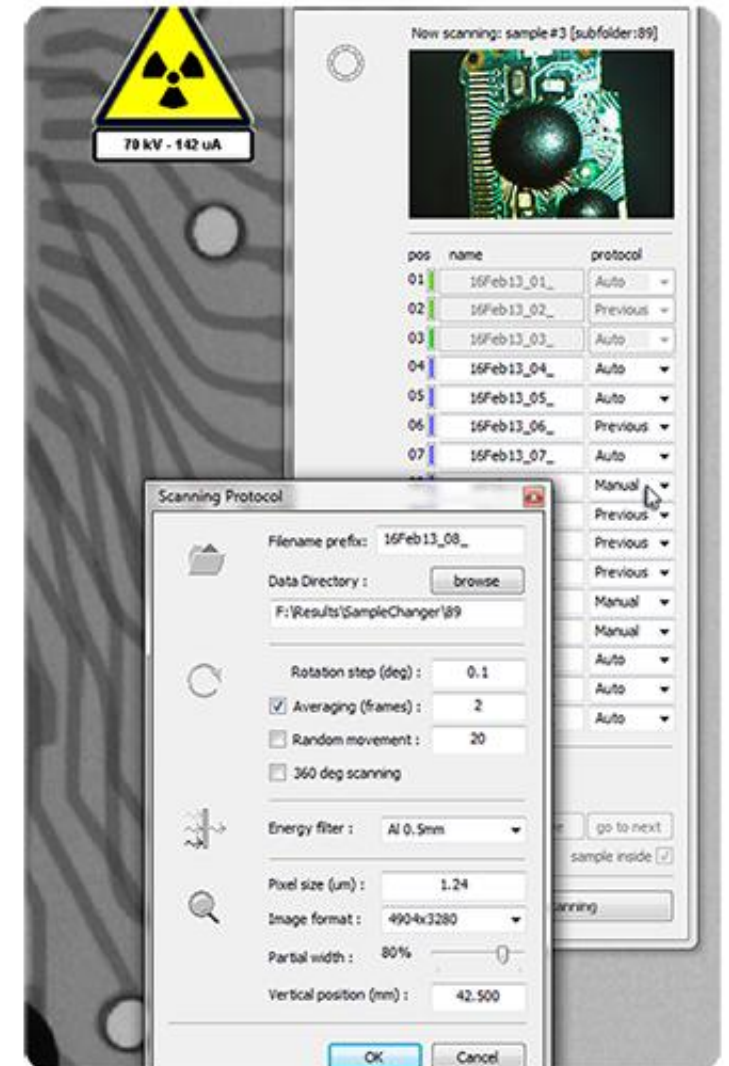 Now scanning: sample#3 [subfolder:89]
70 kV - 142 uA
pos name protocol
01 16Feb13_01_ Auto
02 16Feb13_02_ Previous
03 16Feb13_03_ Auto
04 16Feb13_04_ Auto
05 16Feb13_05_ Auto
06 16Feb13_06_ Previous
07 16Feb13_07_ Auto
Manual
Previous
Previous
Previous
Manual
Manual
Auto
Auto
Auto
go to next
sample inside
Scanning Protocol
Filename prefix: 16Feb13_08_
Data Directory : browse
F:\Results\SampleChanger\89
Rotation step (deg) : 0.1
Averaging (frames) : 2
Random movement : 20
360 deg scanning
Energy filter : Al 0.5mm
Pixel size (um) : 1.24
Image format : 4904x3280
Partial width : 80%
Vertical position (mm) : 42.500
OK Cancel